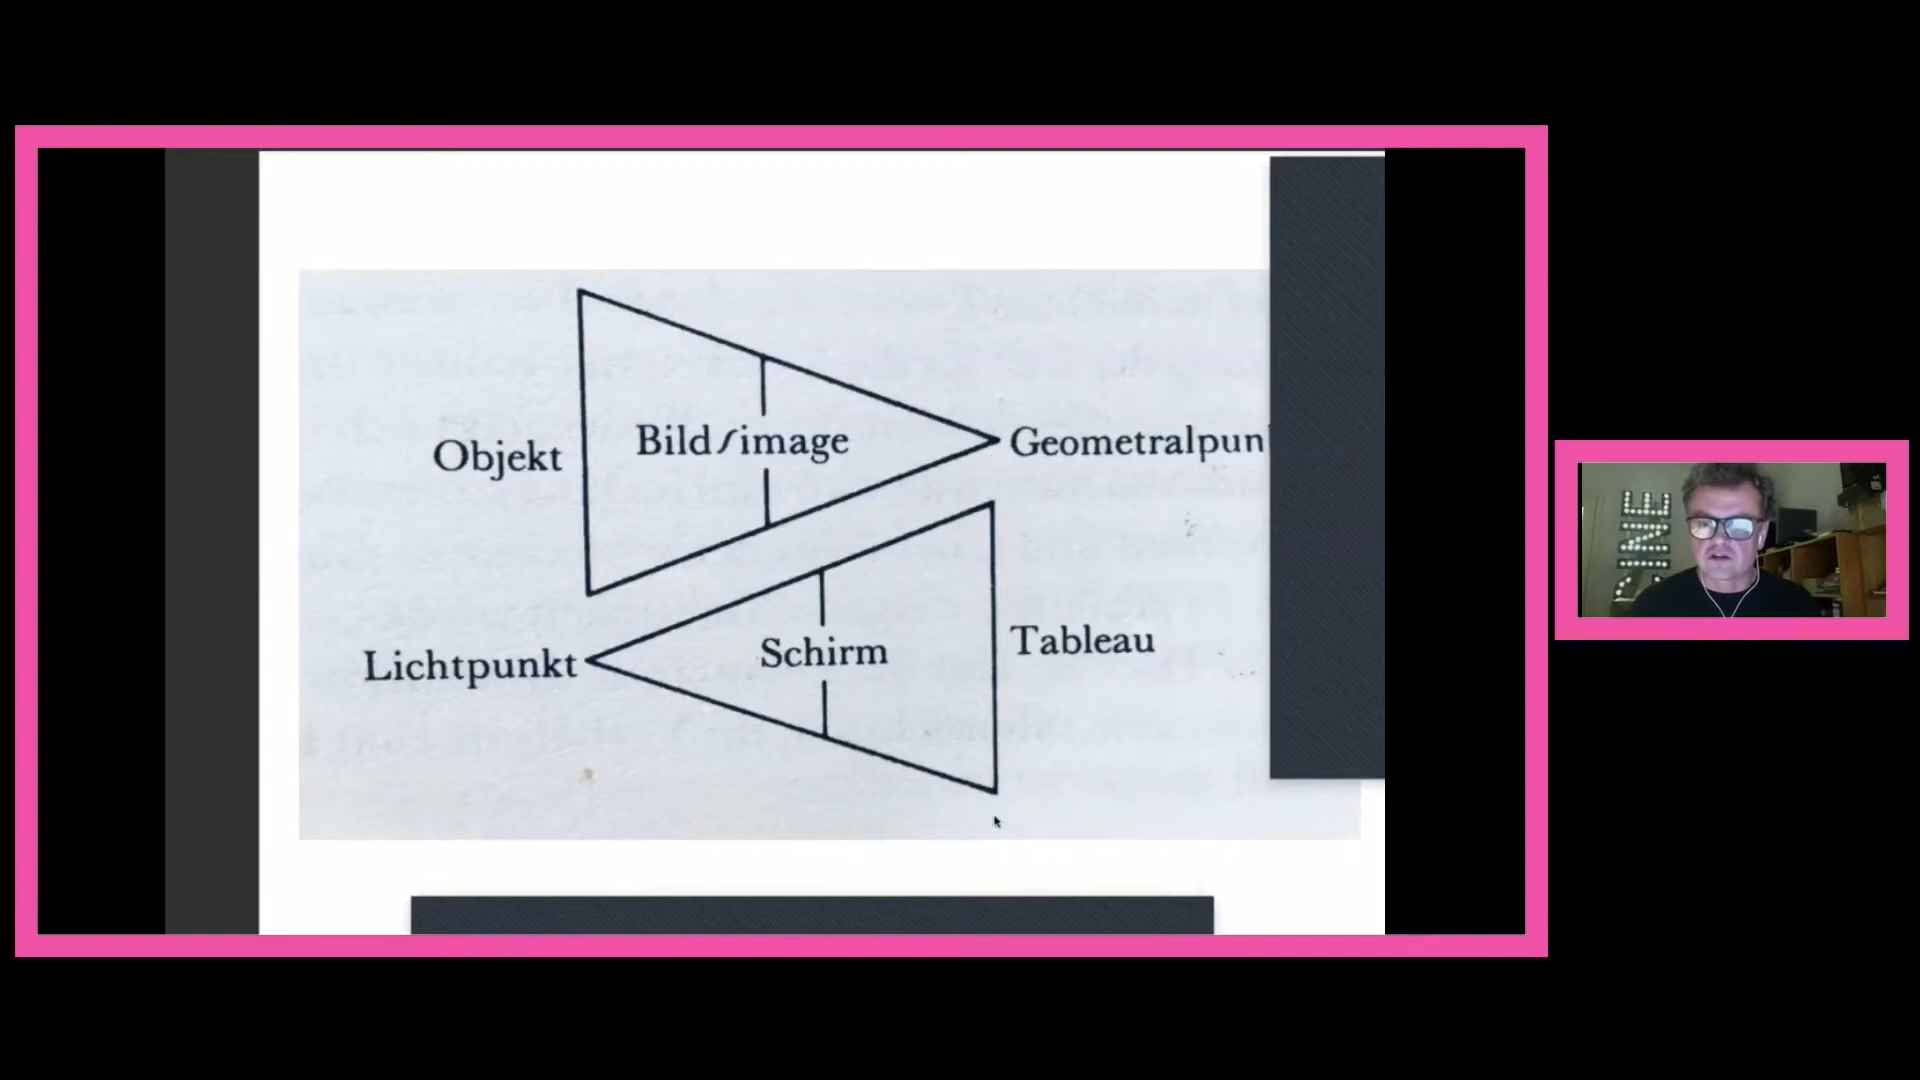 Objekt
Bild/image
Geometralpun
Lichtpunkt
Schirm
Tableau